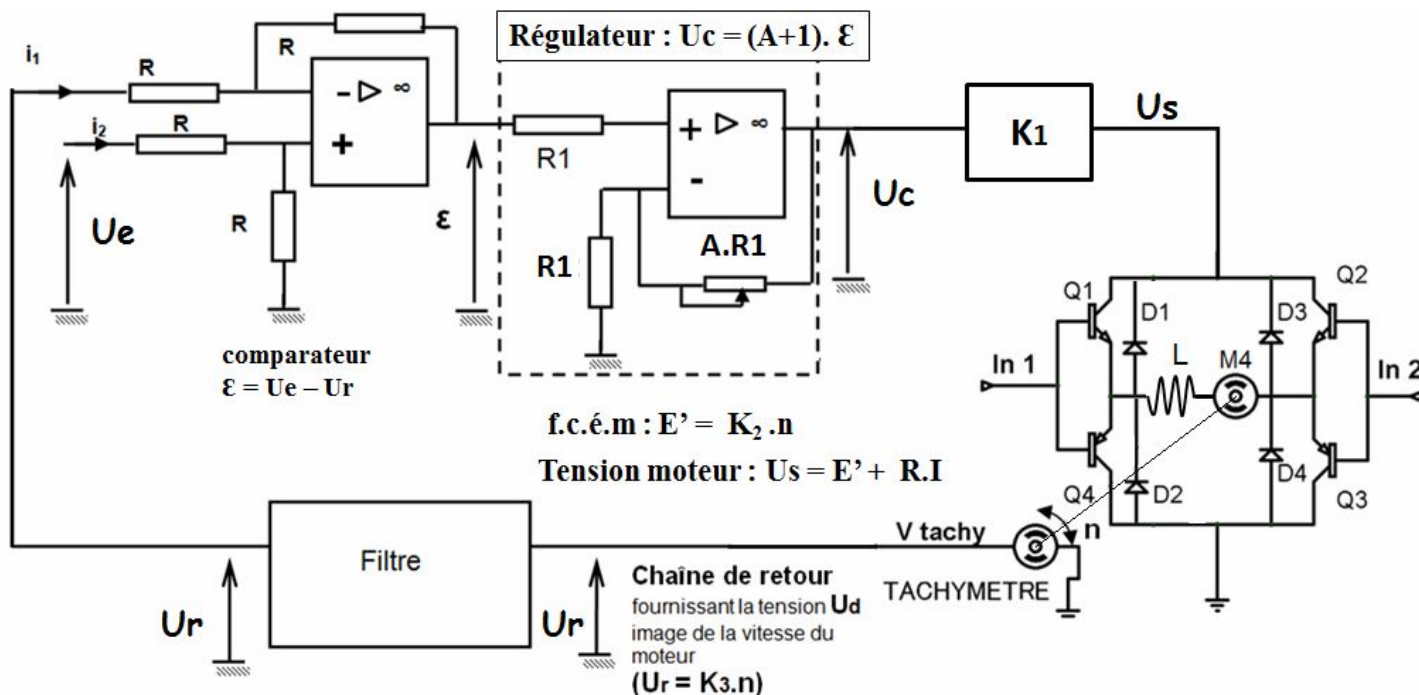 Régulateur : Uc = (A+1). Ɛ
i₁
R
R
- ▷ ∞
+
i₂
R
R
Ue
Ɛ
R1
+ ▷ ∞
-
R1
A.R1
Uc
K1
Us
comparateur
Ɛ = Ue – Ur
f.c.é.m : E' = K₂ .n
Tension moteur : Us = E' + R.I
Q1
Q2
D1
D3
L
M4
In 1
In 2
Q4
D2
D4
Q3
n
V tachy
TACHYMETRE
Filtre
Ur
Ur
Chaîne de retour
fournissant la tension Ud
image de la vitesse du
moteur
(Ur = K3.n)